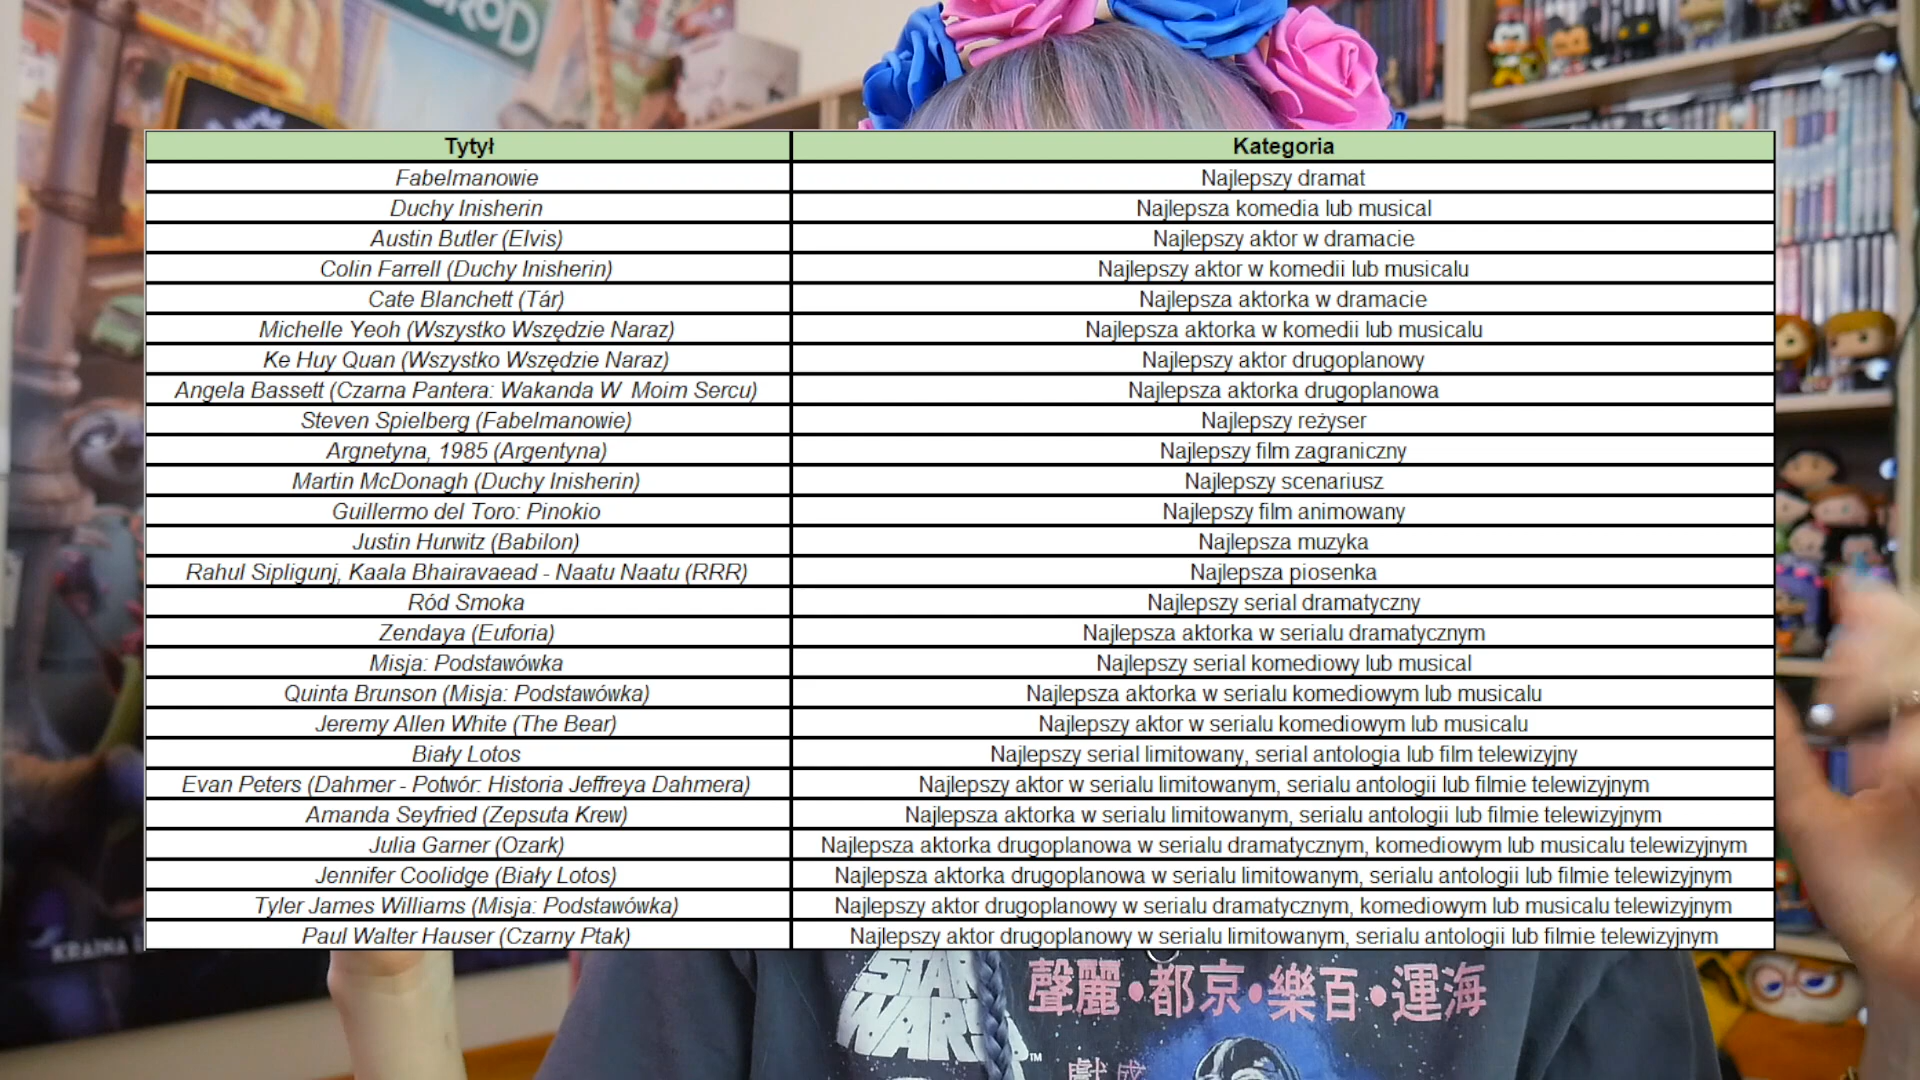 GRÓD
Tytył Kategoria
Fabelmanowie Najlepszy dramat
Duchy Inisherin Najlepsza komedia lub musical
Austin Butler (Elvis) Najlepszy aktor w dramacie
Colin Farrell (Duchy Inisherin) Najlepszy aktor w komedii lub musicalu
Cate Blanchett (Tár) Najlepsza aktorka w dramacie
Michelle Yeoh (Wszystko Wszędzie Naraz) Najlepsza aktorka w komedii lub musicalu
Ke Huy Quan (Wszystko Wszędzie Naraz) Najlepszy aktor drugoplanowy
Angela Bassett (Czarna Pantera: Wakanda W Moim Sercu) Najlepsza aktorka drugoplanowa
Steven Spielberg (Fabelmanowie) Najlepszy reżyser
Argnetyna, 1985 (Argentyna) Najlepszy film zagraniczny
Martin McDonagh (Duchy Inisherin) Najlepszy scenariusz
Guillermo del Toro: Pinokio Najlepszy film animowany
Justin Hurwitz (Babilon) Najlepsza muzyka
Rahul Sipligunj, Kaala Bhairavaead - Naatu Naatu (RRR) Najlepsza piosenka
Ród Smoka Najlepszy serial dramatyczny
Zendaya (Euforia) Najlepsza aktorka w serialu dramatycznym
Misja: Podstawówka Najlepszy serial komediowy lub musical
Quinta Brunson (Misja: Podstawówka) Najlepsza aktorka w serialu komediowym lub musicalu
Jeremy Allen White (The Bear) Najlepszy aktor w serialu komediowym lub musicalu
Biały Lotos Najlepszy serial limitowany, serial antologia lub film telewizyjny
Evan Peters (Dahmer - Potwór: Historia Jeffreya Dahmera) Najlepszy aktor w serialu limitowanym, serialu antologii lub filmie telewizyjnym
Amanda Seyfried (Zepsuta Krew) Najlepsza aktorka w serialu limitowanym, serialu antologii lub filmie telewizyjnym
Julia Garner (Ozark) Najlepsza aktorka drugoplanowa w serialu dramatycznym, komediowym lub musicalu telewizyjnym
Jennifer Coolidge (Biały Lotos) Najlepsza aktorka drugoplanowa w serialu limitowanym, serialu antologii lub filmie telewizyjnym
Tyler James Williams (Misja: Podstawówka) Najlepszy aktor drugoplanowy w serialu dramatycznym, komediowym lub musicalu telewizyjnym
Paul Walter Hauser (Czarny Ptak) Najlepszy aktor drugoplanowy w serialu limitowanym, serialu antologii lub filmie telewizyjnym
KRAINA
STAR
WARS
TM
聲麗•都京•樂百•運海